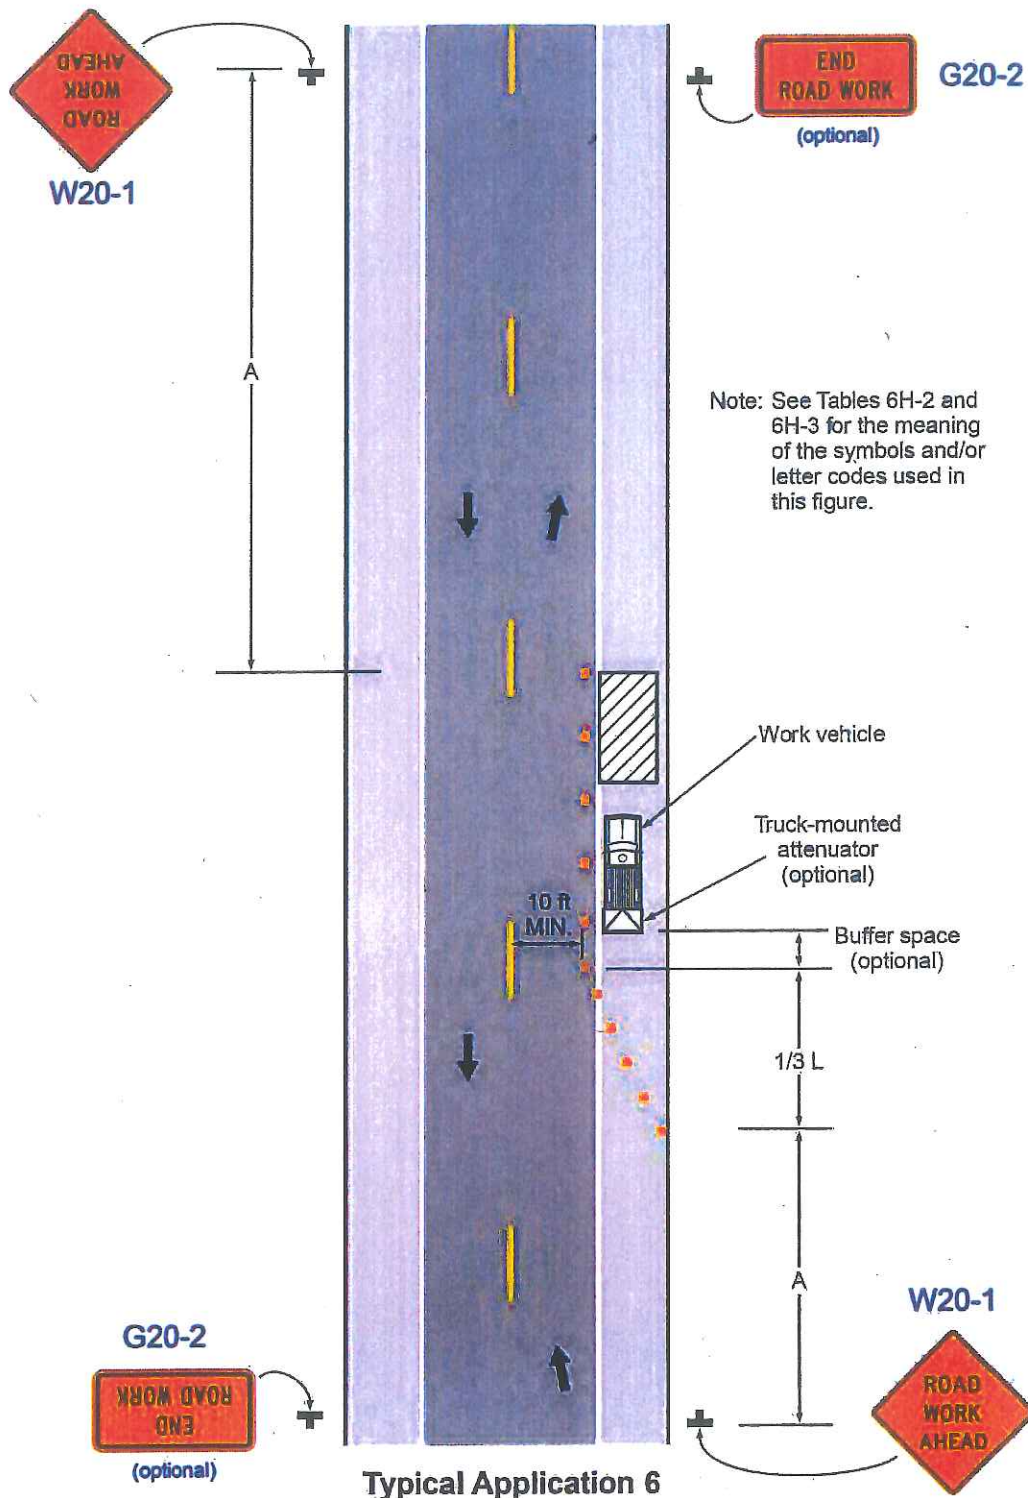 ROAD
WORK
AHEAD
W20-1
END
ROAD WORK
(optional)
G20-2
A
Note: See Tables 6H-2 and
6H-3 for the meaning
of the symbols and/or
letter codes used in
this figure.
Work vehicle
Truck-mounted
attenuator
(optional)
10 ft
MIN.
Buffer space
(optional)
1/3 L
A
W20-1
ROAD
WORK
AHEAD
G20-2
END
ROAD WORK
(optional)
Typical Application 6